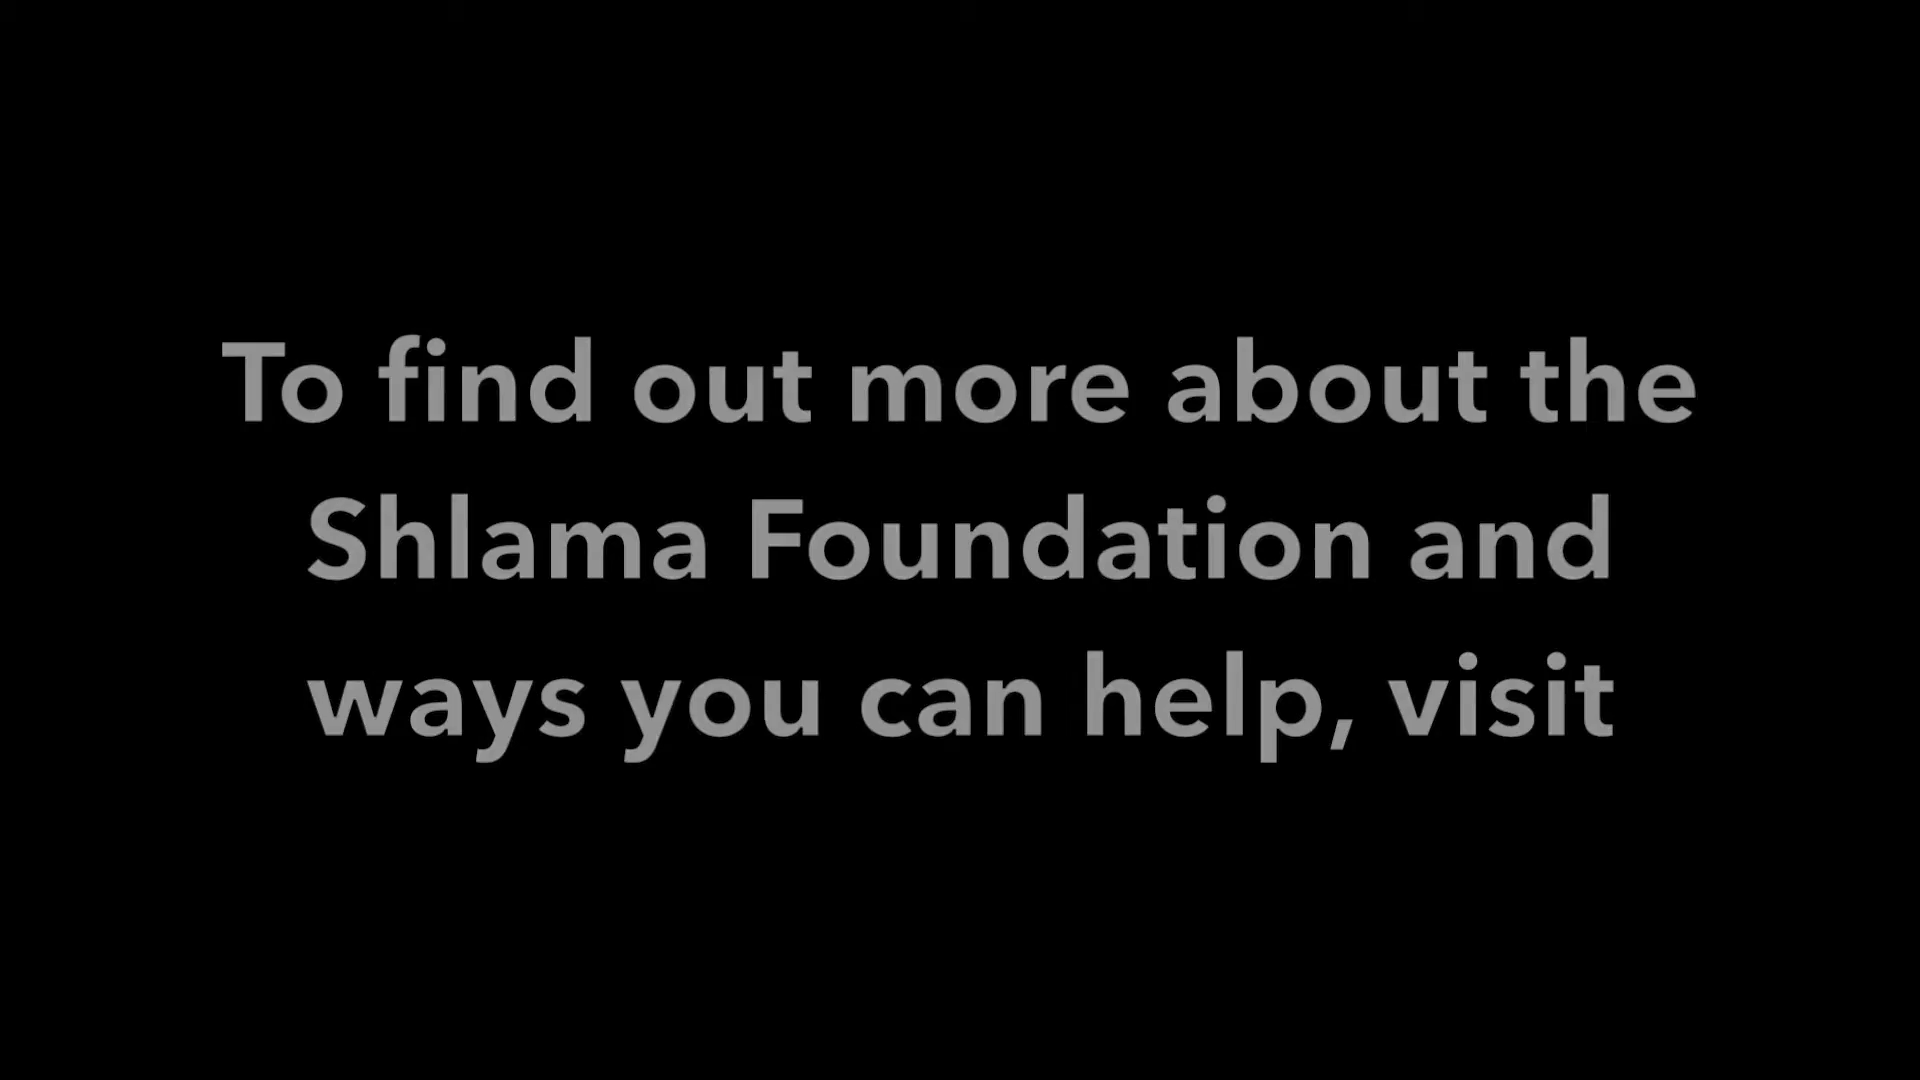 To find out more about the
Shlama Foundation and
ways you can help, visit